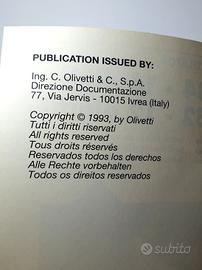 PUBLICATION ISSUED BY:
Ing. C. Olivetti & C., S.p.A.
Direzione Documentazione
77, Via Jervis - 10015 Ivrea (Italy)
Copyright © 1993, by Olivetti
Tutti i diritti riservati
All rights reserved
Tous droits réservés
Reservados todos los derechos
Alle Rechte vorbehalten
Todos os direitos reservados
subito